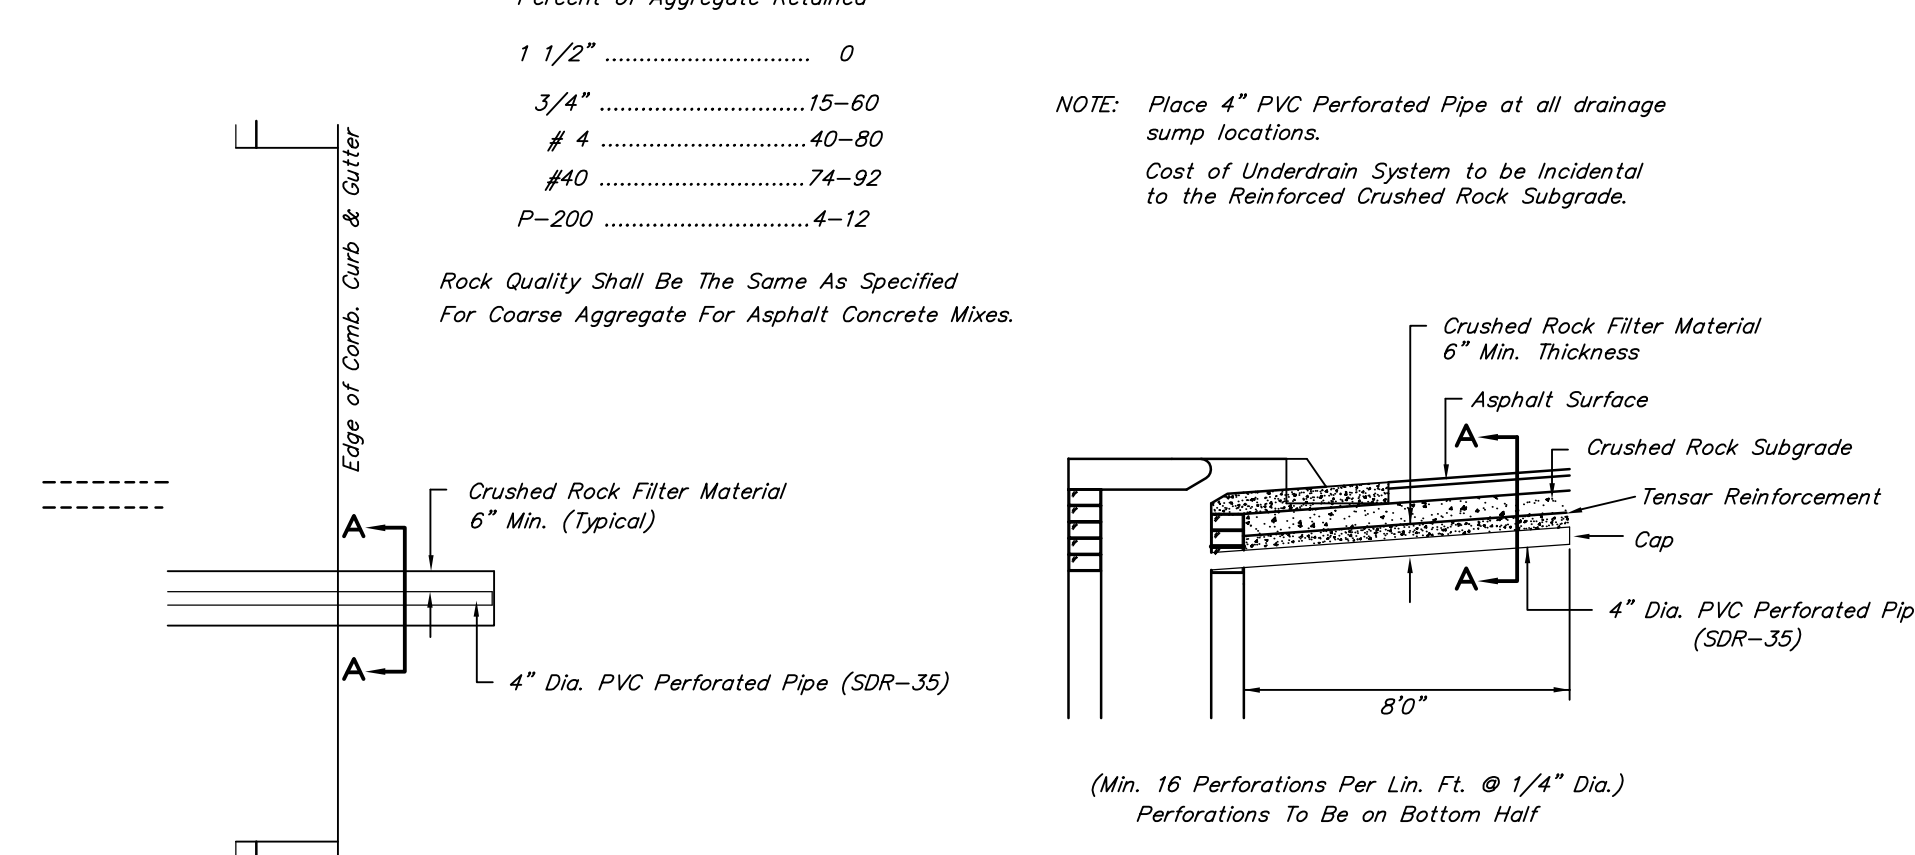 Percent of Aggregate Retained
1 1/2" .............................. 0
3/4" ..............................15-60
# 4 ..............................40-80
#40 ..............................74-92
P-200 ..............................4-12
Rock Quality Shall Be The Same As Specified
For Coarse Aggregate For Asphalt Concrete Mixes.
NOTE: Place 4" PVC Perforated Pipe at all drainage
sump locations.
Cost of Underdrain System to be Incidental
to the Reinforced Crushed Rock Subgrade.
Edge of Comb. Curb & Gutter
Crushed Rock Filter Material
6" Min. (Typical)
A
A
4" Dia. PVC Perforated Pipe (SDR-35)
Crushed Rock Filter Material
6" Min. Thickness
Asphalt Surface
A
Crushed Rock Subgrade
Tensar Reinforcement
Cap
A
4" Dia. PVC Perforated Pip
(SDR-35)
8'0"
(Min. 16 Perforations Per Lin. Ft. @ 1/4" Dia.)
Perforations To Be on Bottom Half